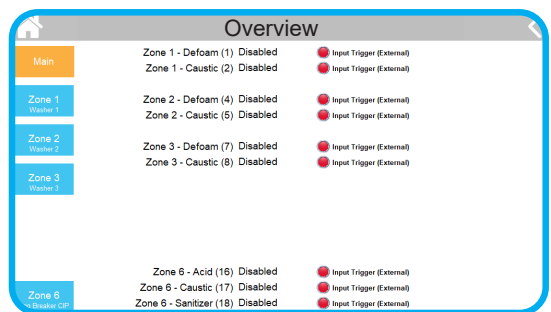 Overview
Main
Zone 1 - Defoam (1) Disabled Input Trigger (External)
Zone 1 - Caustic (2) Disabled Input Trigger (External)
Zone 1
Washer 1
Zone 2 - Defoam (4) Disabled Input Trigger (External)
Zone 2 - Caustic (5) Disabled Input Trigger (External)
Zone 2
Washer 2
Zone 3 - Defoam (7) Disabled Input Trigger (External)
Zone 3 - Caustic (8) Disabled Input Trigger (External)
Zone 3
Washer 3
Zone 6 - Acid (16) Disabled Input Trigger (External)
Zone 6 - Caustic (17) Disabled Input Trigger (External)
Zone 6 - Sanitizer (18) Disabled Input Trigger (External)
Zone 6
Breaker CIP